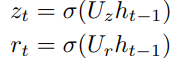 z_t = σ(U_z h_{t−1})
r_t = σ(U_r h_{t−1})